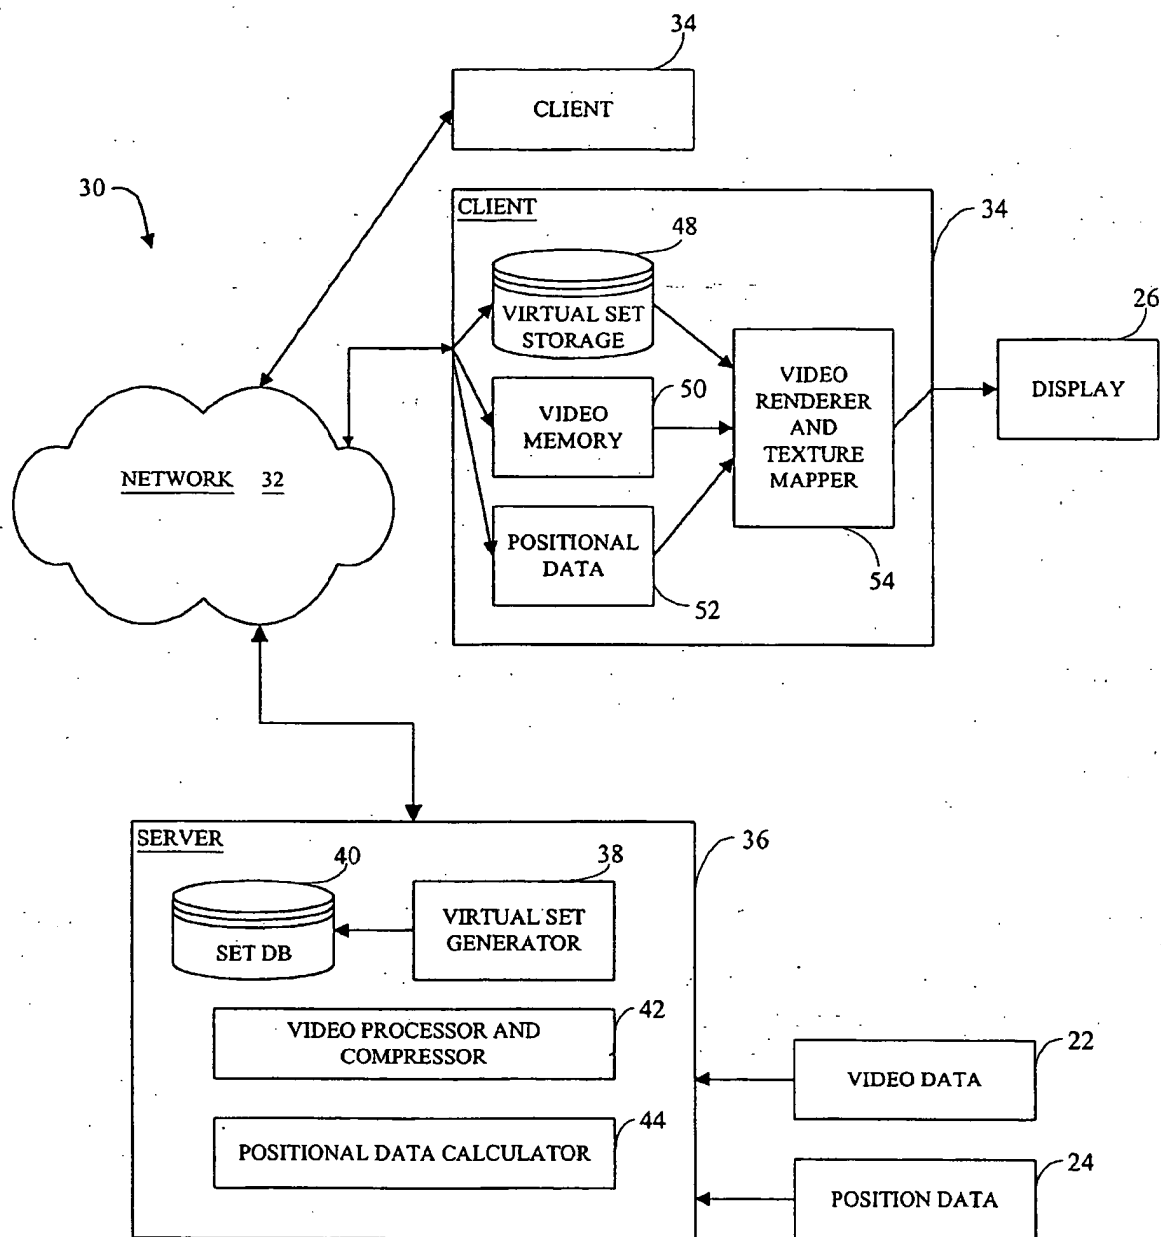 34
CLIENT
30
CLIENT
34
48
VIRTUAL SET
STORAGE
26
DISPLAY
50
VIDEO
MEMORY
VIDEO
RENDERER
AND
TEXTURE
MAPPER
NETWORK 32
POSITIONAL
DATA
52
54
SERVER
36
40
38
SET DB
VIRTUAL SET
GENERATOR
42
VIDEO PROCESSOR AND
COMPRESSOR
22
VIDEO DATA
44
POSITIONAL DATA CALCULATOR
24
POSITION DATA